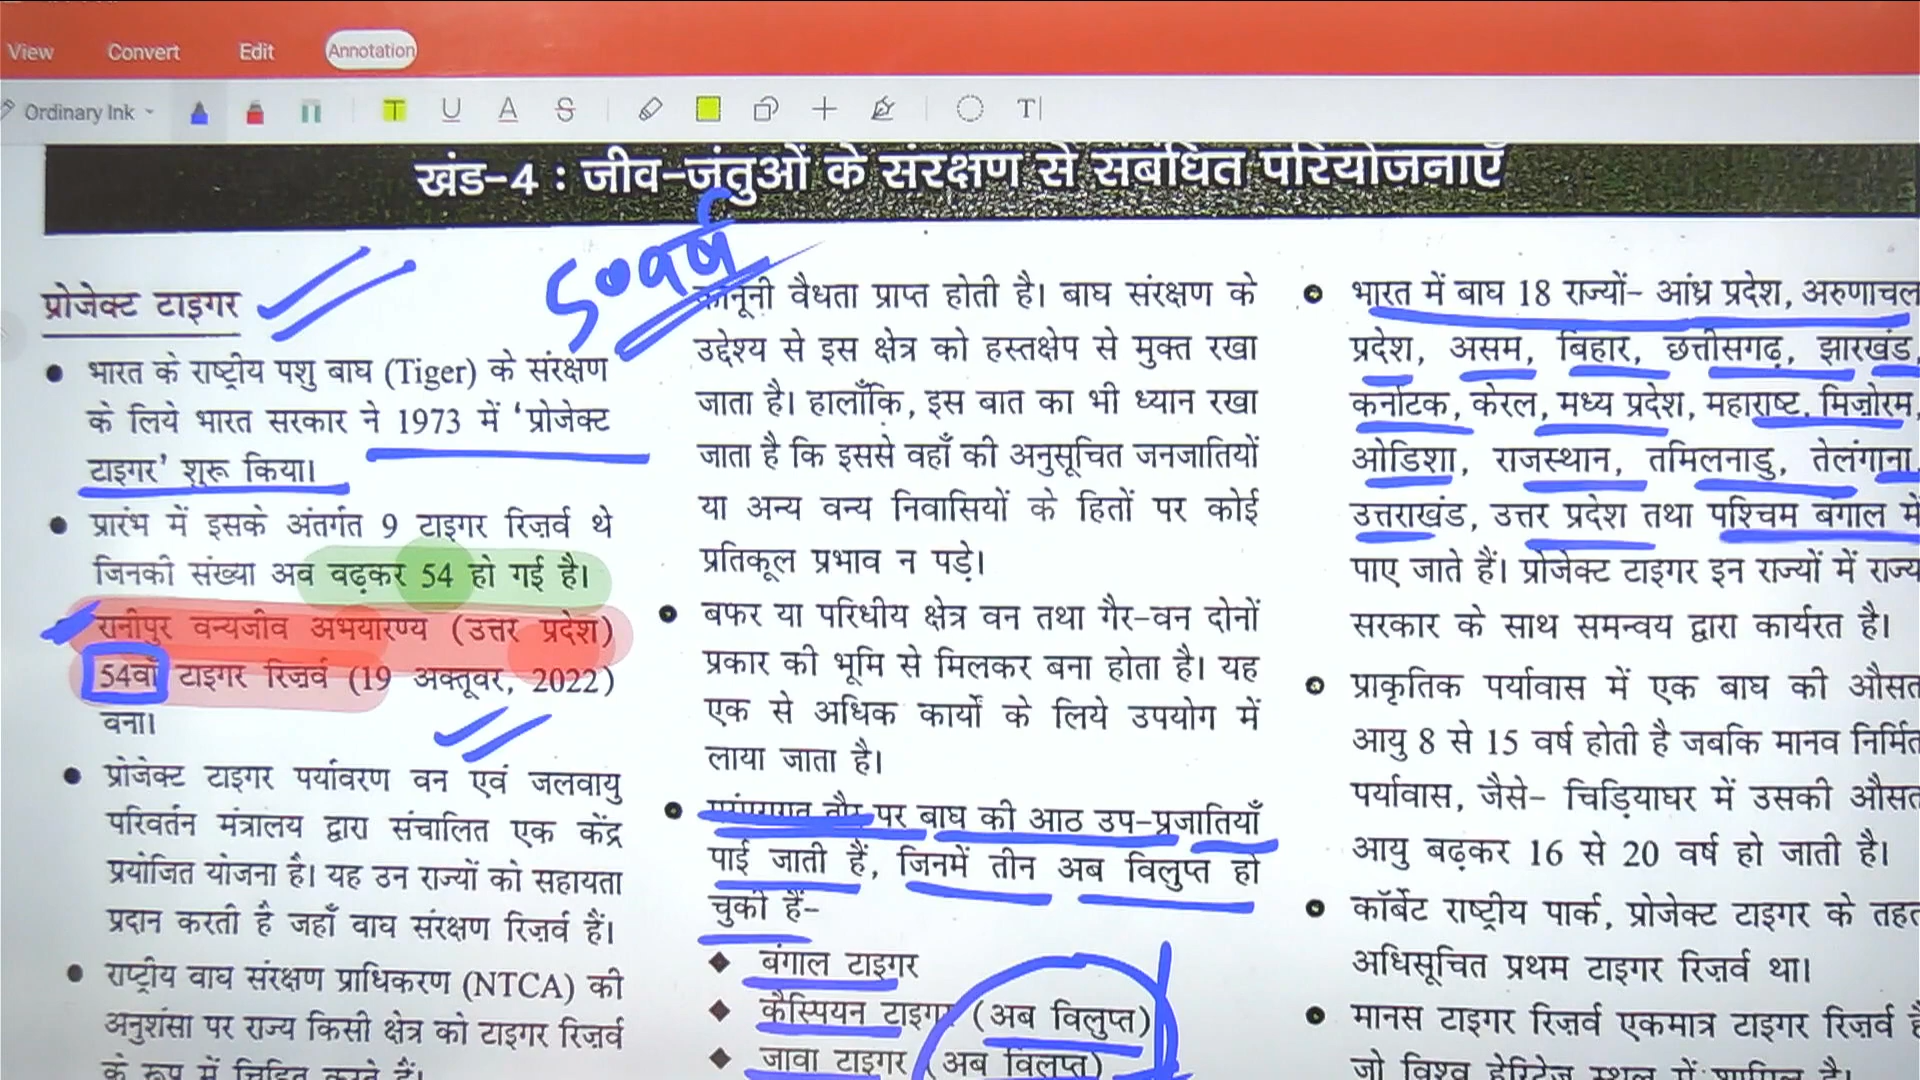 View Convert Edit Annotation
Ordinary Ink T U A S T
खंड-4 : जीव-जंतुओं के संरक्षण से संबंधित परियोजनाएँ
50 वर्ष
प्रोजेक्ट टाइगर
भारत के राष्ट्रीय पशु बाघ (Tiger) के संरक्षण
के लिये भारत सरकार ने 1973 में ‘प्रोजेक्ट
टाइगर’ शुरू किया।
प्रारंभ में इसके अंतर्गत 9 टाइगर रिज़र्व थे
जिनकी संख्या अब बढ़कर 54 हो गई है।
रानीपुर वन्यजीव अभयारण्य (उत्तर प्रदेश)
54वाँ टाइगर रिज़र्व (19 अक्तूबर, 2022)
बना।
प्रोजेक्ट टाइगर पर्यावरण वन एवं जलवायु
परिवर्तन मंत्रालय द्वारा संचालित एक केंद्र
प्रयोजित योजना है। यह उन राज्यों को सहायता
प्रदान करती है जहाँ बाघ संरक्षण रिज़र्व हैं।
राष्ट्रीय बाघ संरक्षण प्राधिकरण (NTCA) की
अनुशंसा पर राज्य किसी क्षेत्र को टाइगर रिज़र्व
के रूप में चिह्नित करते हैं।
कानूनी वैधता प्राप्त होती है। बाघ संरक्षण के
उद्देश्य से इस क्षेत्र को हस्तक्षेप से मुक्त रखा
जाता है। हालाँकि, इस बात का भी ध्यान रखा
जाता है कि इससे वहाँ की अनुसूचित जनजातियों
या अन्य वन्य निवासियों के हितों पर कोई
प्रतिकूल प्रभाव न पड़े।
बफर या परिधीय क्षेत्र वन तथा गैर-वन दोनों
प्रकार की भूमि से मिलकर बना होता है। यह
एक से अधिक कार्यों के लिये उपयोग में
लाया जाता है।
पर बाघ की आठ उप-प्रजातियाँ
पाई जाती हैं, जिनमें तीन अब विलुप्त हो
चुकी हैं-
बंगाल टाइगर
कैस्पियन टाइगर (अब विलुप्त)
जावा टाइगर (अब विलुप्त)
भारत में बाघ 18 राज्यों- आंध्र प्रदेश, अरुणाचल
प्रदेश, असम, बिहार, छत्तीसगढ़, झारखंड,
कर्नाटक, केरल, मध्य प्रदेश, महाराष्ट, मिज़ोरम,
ओडिशा, राजस्थान, तमिलनाडु, तेलंगाना,
उत्तराखंड, उत्तर प्रदेश तथा पश्चिम बंगाल में
पाए जाते हैं। प्रोजेक्ट टाइगर इन राज्यों में राज्य
सरकार के साथ समन्वय द्वारा कार्यरत है।
प्राकृतिक पर्यावास में एक बाघ की औसत
आयु 8 से 15 वर्ष होती है जबकि मानव निर्मित
पर्यावास, जैसे- चिड़ियाघर में उसकी औसत
आयु बढ़कर 16 से 20 वर्ष हो जाती है।
कॉर्बेट राष्ट्रीय पार्क, प्रोजेक्ट टाइगर के तहत
अधिसूचित प्रथम टाइगर रिज़र्व था।
मानस टाइगर रिज़र्व एकमात्र टाइगर रिज़र्व है
जो विश्व हेरिटेज स्थल में शामिल है।